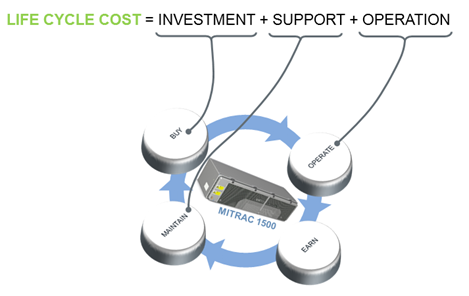 LIFE CYCLE COST = INVESTMENT + SUPPORT + OPERATION
BUY
OPERATE
MITRAC 1500
MAINTAIN
EARN